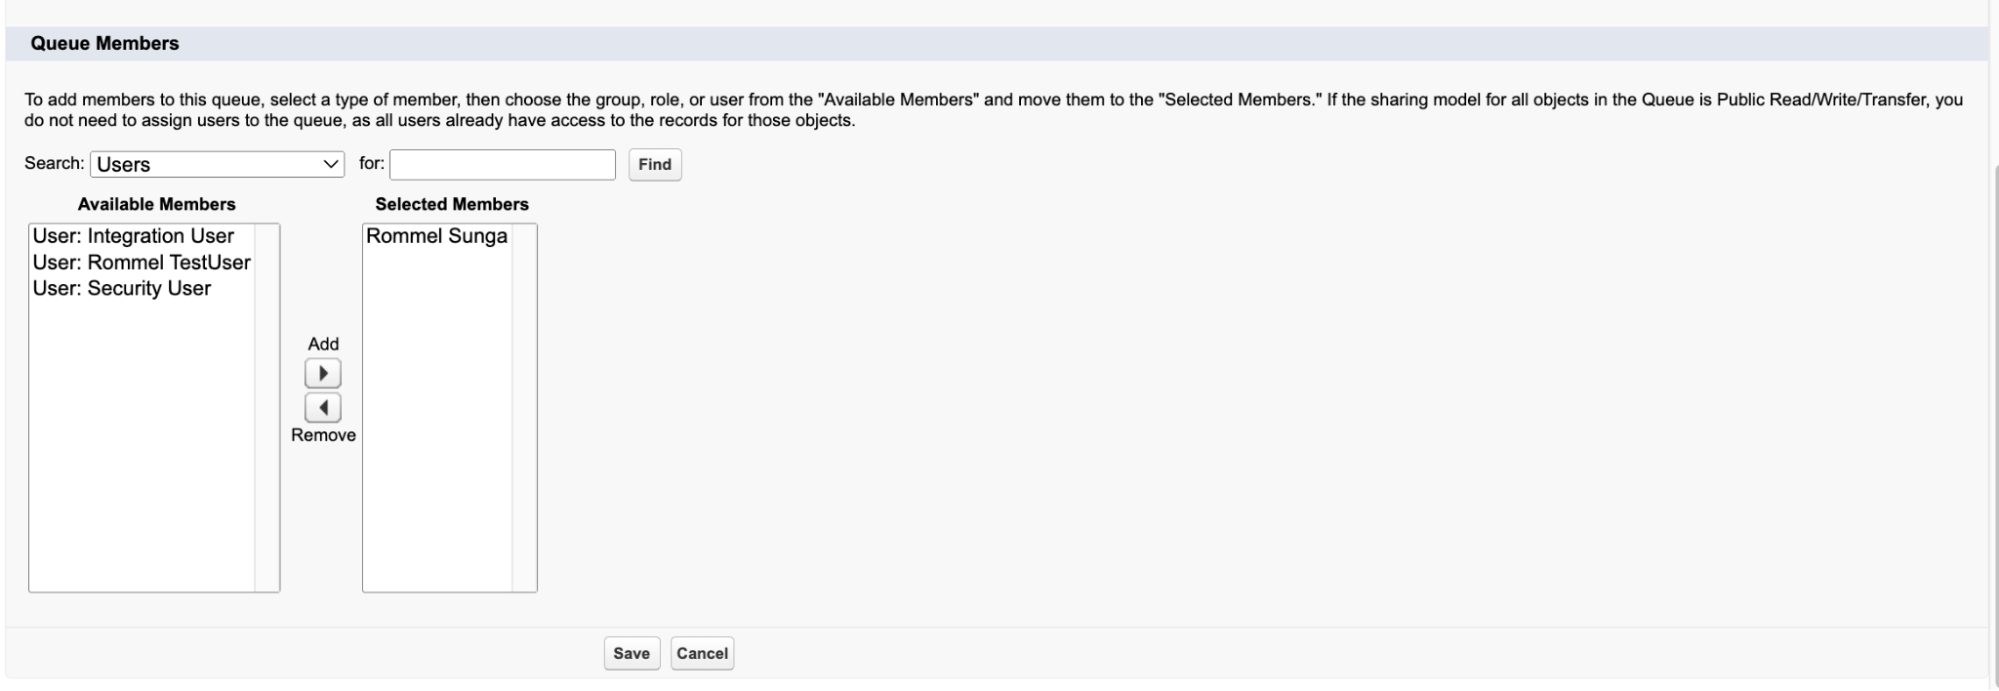 Queue Members
To add members to this queue, select a type of member, then choose the group, role, or user from the "Available Members" and move them to the "Selected Members." If the sharing model for all objects in the Queue is Public Read/Write/Transfer, you
do not need to assign users to the queue, as all users already have access to the records for those objects.
Search: Users for: Find
Available Members Selected Members
User: Integration User Rommel Sunga
User: Rommel TestUser
User: Security User
Add
Remove
Save Cancel